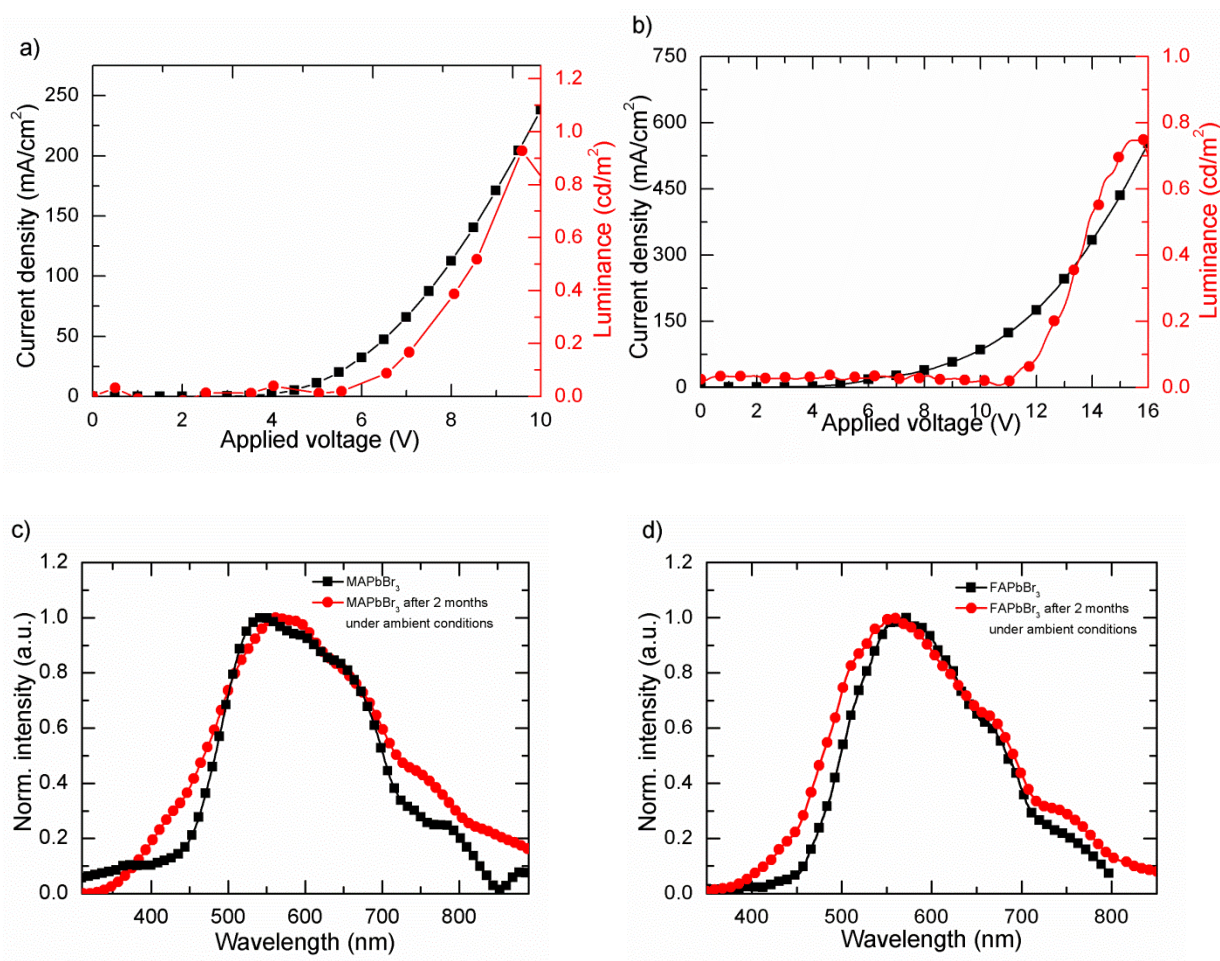 a)
250
200
150
100
50
0
Current density (mA/cm²)
1.2
1.0
0.8
0.6
0.4
0.2
0.0
Luminance (cd/m²)
0 2 4 6 8 10
Applied voltage (V)
b)
750
600
450
300
150
0
Current density (mA/cm²)
1.0
0.8
0.6
0.4
0.2
0.0
Luminance (cd/m²)
0 2 4 6 8 10 12 14 16
Applied voltage (V)
c)
1.2
1.0
0.8
0.6
0.4
0.2
0.0
Norm. intensity (a.u.)
MAPbBr₃
MAPbBr₃ after 2 months
under ambient conditions
400 500 600 700 800
Wavelength (nm)
d)
1.2
1.0
0.8
0.6
0.4
0.2
0.0
Norm. intensity (a.u.)
FAPbBr₃
FAPbBr₃ after 2 months
under ambient conditions
400 500 600 700 800
Wavelength (nm)